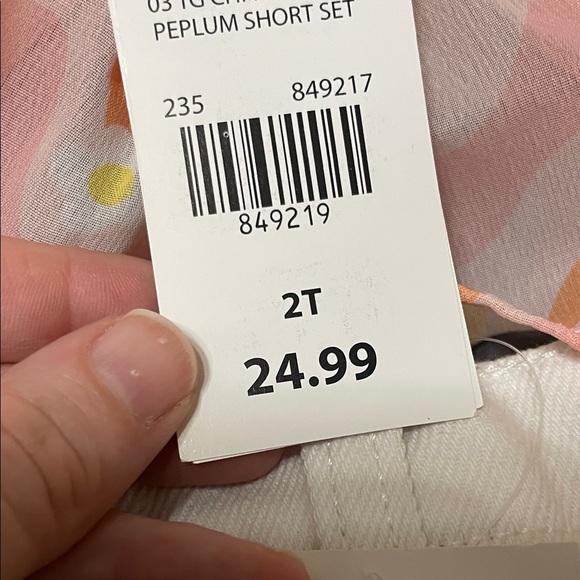 03 TG
PEPLUM SHORT SET
235 849217
849219
2T
24.99